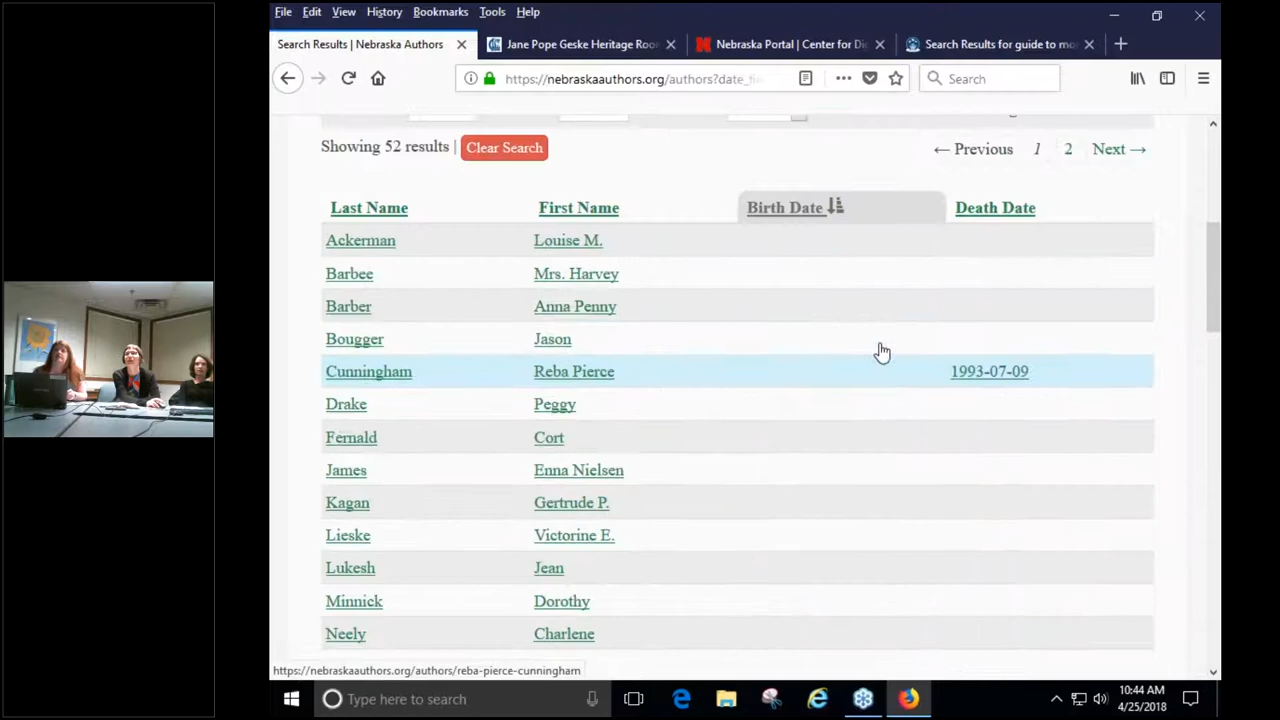 File Edit View History Bookmarks Tools Help
Search Results | Nebraska Authors Jane Pope Geske Heritage Roo Nebraska Portal | Center for Di Search Results for guide to mo
https://nebraskaauthors.org/authors?date_fi Search
Showing 52 results | Clear Search ← Previous 1 2 Next →
Last Name First Name Birth Date Death Date
Ackerman Louise M.
Barbee Mrs. Harvey
Barber Anna Penny
Bougger Jason
Cunningham Reba Pierce 1993-07-09
Drake Peggy
Fernald Cort
James Enna Nielsen
Kagan Gertrude P.
Lieske Victorine E.
Lukesh Jean
Minnick Dorothy
Neely Charlene
https://nebraskaauthors.org/authors/reba-pierce-cunningham
Type here to search 10:44 AM
4/25/2018